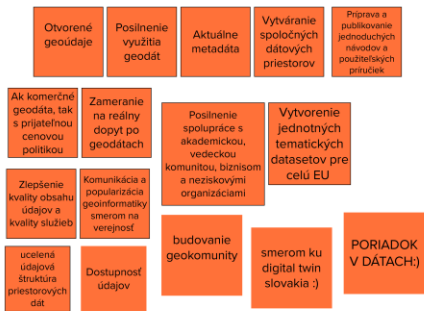 Otvorené
geoúdaje
Posilnenie
využitia
geodát
Aktuálne
metadáta
Vytváranie
spoločných
dátových
priestorov
Príprava a
publikovanie
jednoduchých
návodov a
použiteľských
príručiek
Ak komerčné
geodáta, tak
s prijateľnou
cenovou
politikou
Zameranie
na reálny
dopyt po
geodátach
Posilnenie
spolupráce s
akademickou,
vedeckou
komunitou, biznisom
a neziskovými
organizáciami
Vytvorenie
jednotných
tematických
datasetov pre
celú EU
Zlepšenie
kvality obsahu
údajov a
kvality služieb
Komunikácia a
popularizácia
geoinformatiky
smerom na
verejnosť
budovanie
geokomunity
smerom ku
digital twin
slovakia :)
PORIADOK
V DÁTACH:)
ucelená
údajová
štruktúra
priestorových
dát
Dostupnosť
údajov